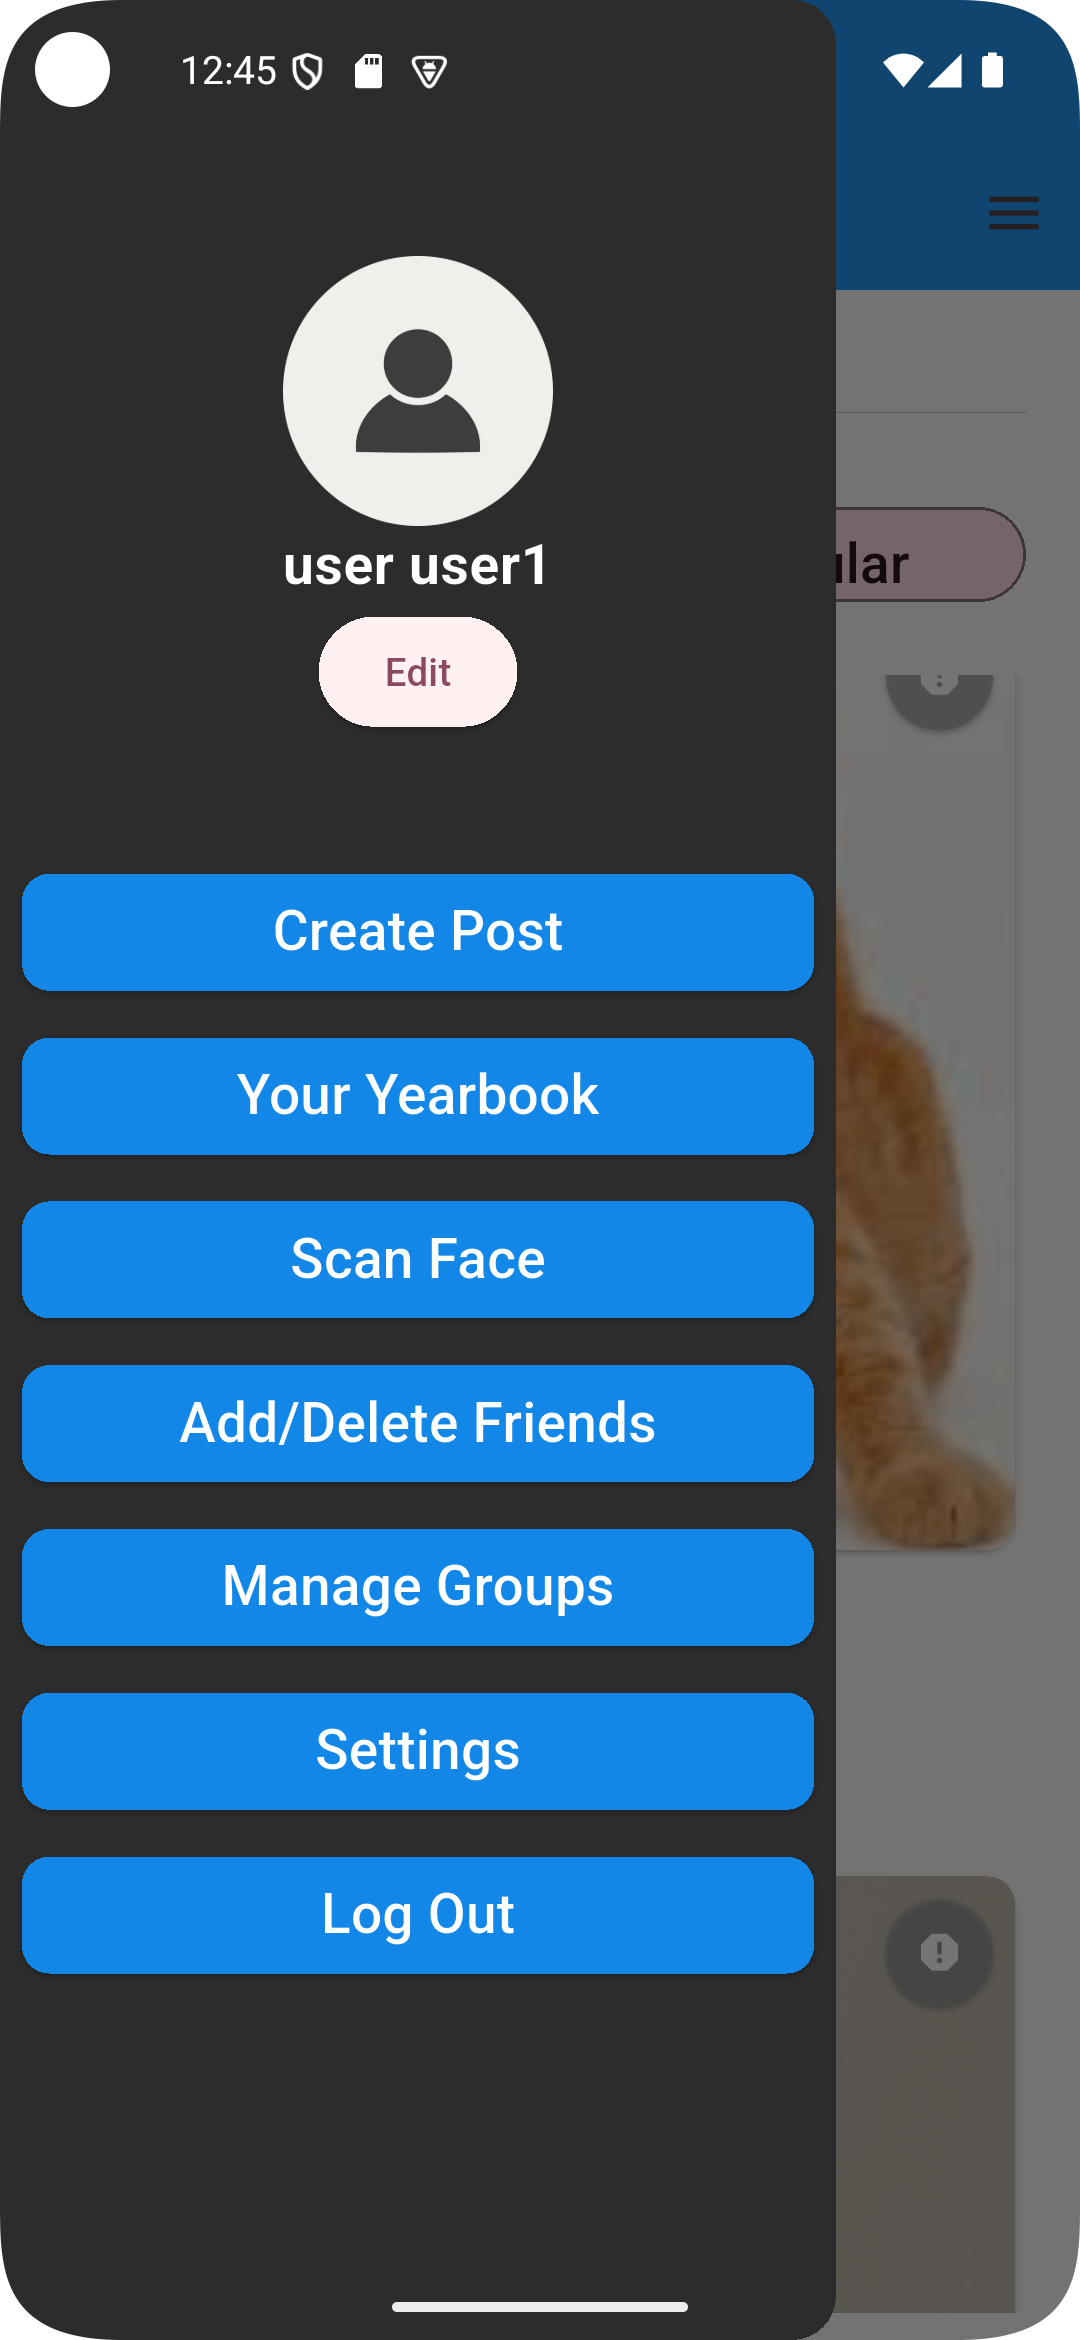 12:45
user user1
Edit
Create Post
Your Yearbook
Scan Face
Add/Delete Friends
Manage Groups
Settings
Log Out